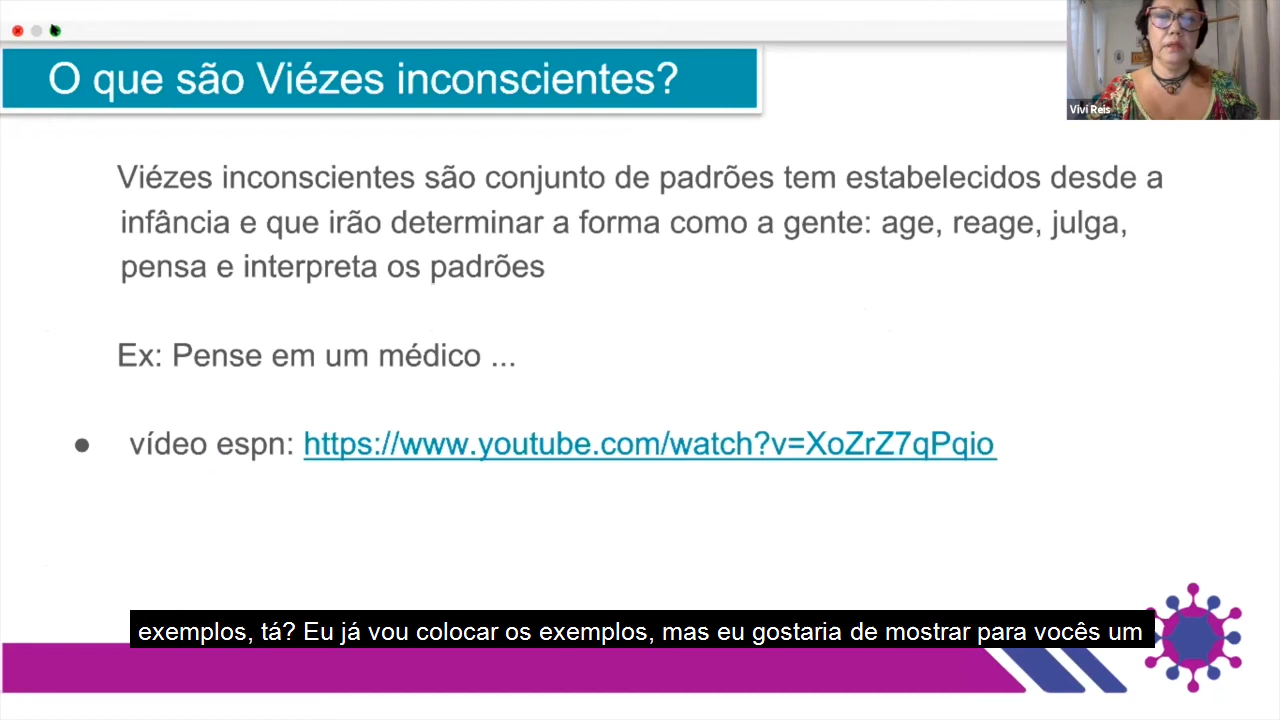 O que são Viézes inconscientes?
Vivi Reis
Viézes inconscientes são conjunto de padrões tem estabelecidos desde a
infância e que irão determinar a forma como a gente: age, reage, julga,
pensa e interpreta os padrões
Ex: Pense em um médico ...
● vídeo espn: https://www.youtube.com/watch?v=XoZrZ7qPqio
exemplos, tá? Eu já vou colocar os exemplos, mas eu gostaria de mostrar para vocês um